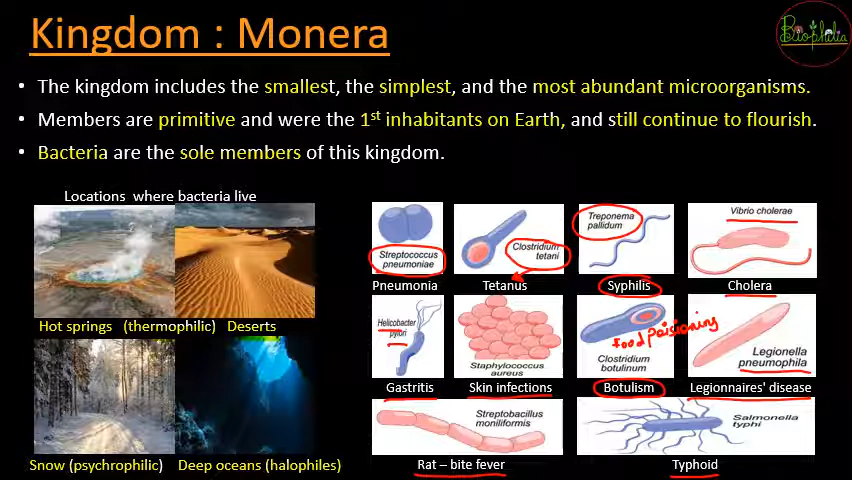 Kingdom : Monera
Biophilia
• The kingdom includes the smallest, the simplest, and the most abundant microorganisms.
• Members are primitive and were the 1st inhabitants on Earth, and still continue to flourish.
• Bacteria are the sole members of this kingdom.
Locations where bacteria live
Hot springs (thermophilic) Deserts
Snow (psychrophilic) Deep oceans (halophiles)
Streptococcus
pneumoniae
Pneumonia
Clostridium
tetani
Tetanus
Treponema
pallidum
Syphilis
Vibrio cholerae
Cholera
Helicobacter
pylori
Gastritis
Staphylococcus
aureus
Skin infections
food poisioning
Clostridium
botulinum
Botulism
Legionella
pneumophila
Legionnaires' disease
Streptobacillus
moniliformis
Rat – bite fever
Salmonella
typhi
Typhoid